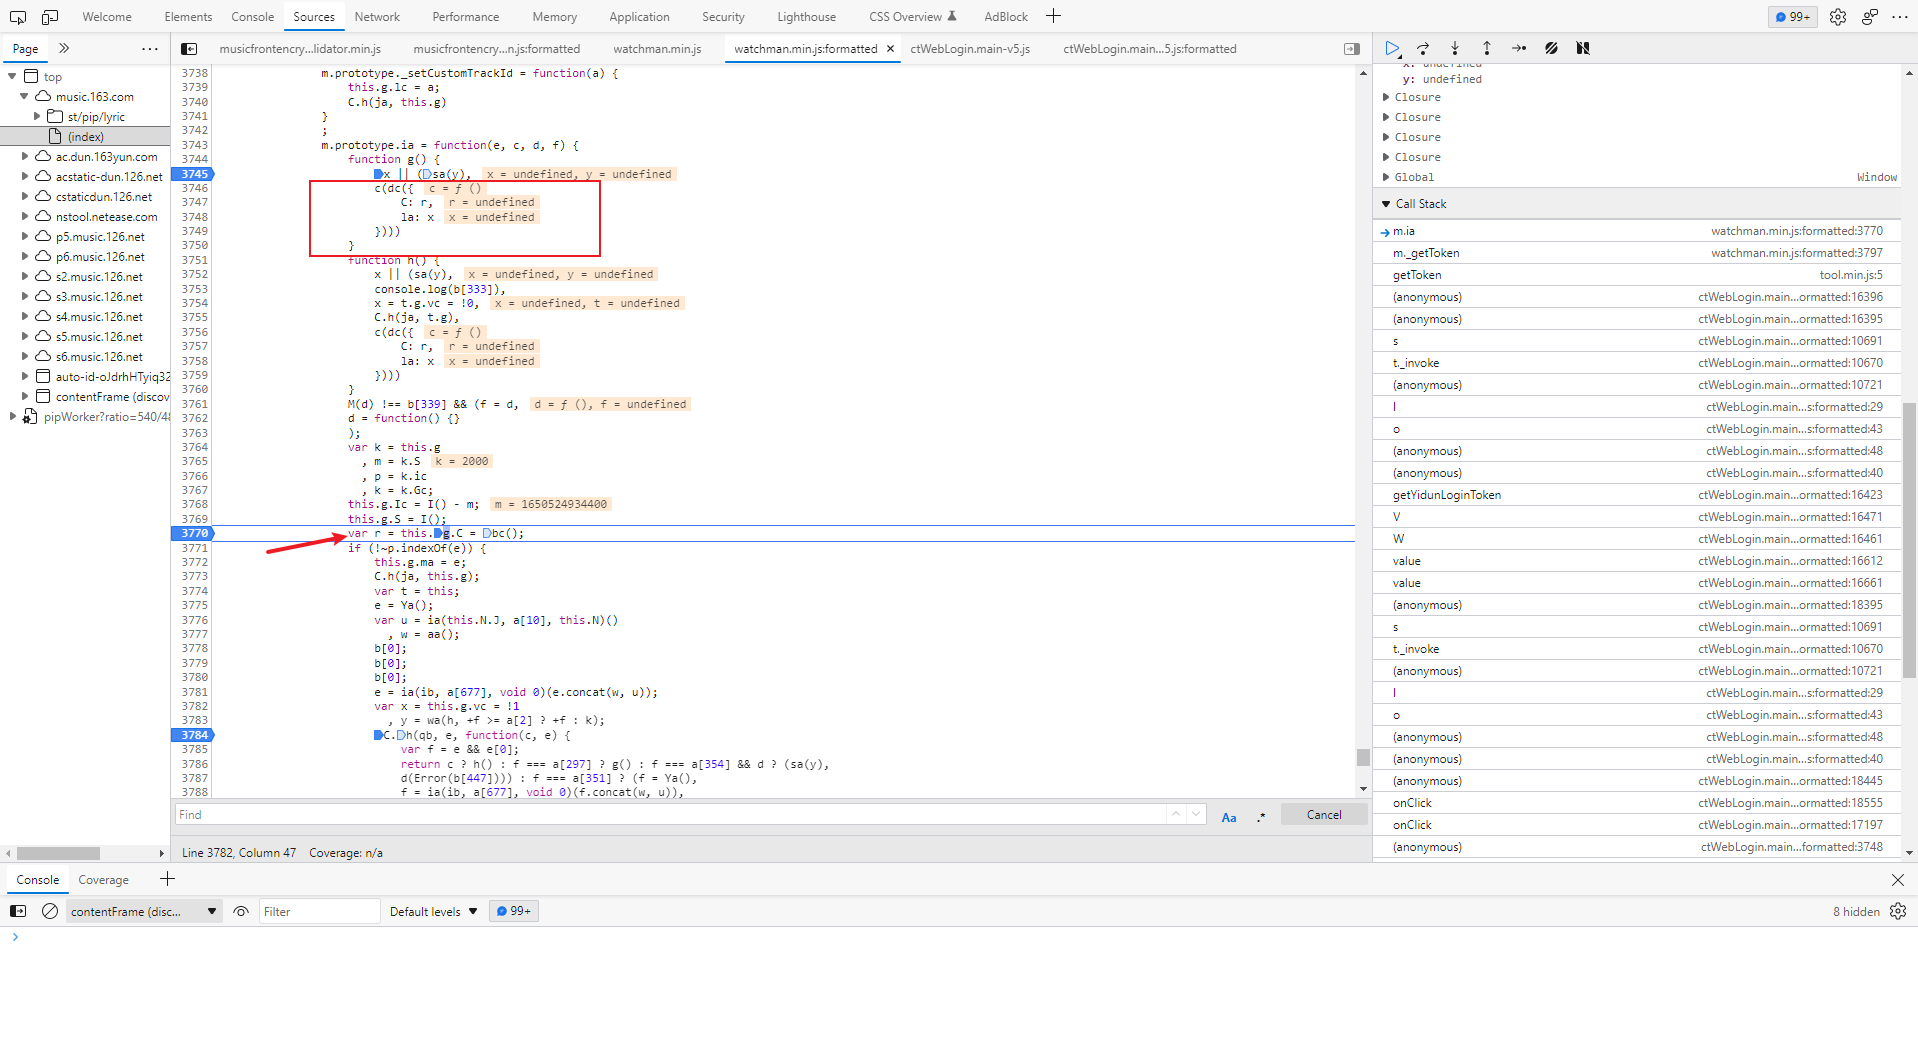 Welcome Elements Console Sources Network Performance Memory Application Security Lighthouse CSS Overview AdBlock 99+
Page musicfrontencry...lidator.min.js musicfrontencry...n.js:formatted watchman.min.js watchman.min.js:formatted ctWebLogin.main-v5.js ctWebLogin.main...5.js:formatted
top
music.163.com
st/pip/lyric
(index)
ac.dun.163yun.com
acstatic-dun.126.net
cstaticdun.126.net
nstool.netease.com
p5.music.126.net
p6.music.126.net
s2.music.126.net
s3.music.126.net
s4.music.126.net
s5.music.126.net
s6.music.126.net
auto-id-oJdrhHTyiq32
contentFrame (discov
pipWorker?ratio=540/48
3738 m.prototype._setCustomTrackId = function(a) {
3739 this.g.lc = a;
3740 C.h(ja, this.g)
3741 }
3742 ;
3743 m.prototype.ia = function(e, c, d, f) {
3744 function g() {
3745 x || (sa(y), x = undefined, y = undefined
3746 c(dc({ c = ƒ ()
3747 C: r, r = undefined
3748 la: x x = undefined
3749 })))
3750 }
3751 function h() {
3752 x || (sa(y), x = undefined, y = undefined
3753 console.log(b[333]),
3754 x = t.g.vc = !0, x = undefined, t = undefined
3755 C.h(ja, t.g),
3756 c(dc({ c = ƒ ()
3757 C: r, r = undefined
3758 la: x x = undefined
3759 })))
3760 }
3761 M(d) !== b[339] && (f = d, d = ƒ (), f = undefined
3762 d = function() {}
3763 );
3764 var k = this.g
3765 , m = k.S k = 2000
3766 , p = k.ic
3767 , k = k.Gc;
3768 this.g.Ic = I() - m; m = 1650524934400
3769 this.g.S = I();
3770 var r = this.g.C = bc();
3771 if (!~p.indexOf(e)) {
3772 this.g.ma = e;
3773 C.h(ja, this.g);
3774 var t = this;
3775 e = Ya();
3776 var u = ia(this.N.J, a[10], this.N)()
3777 , w = aa();
3778 b[0];
3779 b[0];
3780 b[0];
3781 e = ia(ib, a[677], void 0)(e.concat(w, u));
3782 var x = this.g.vc = !1
3783 , y = wa(h, +f >= a[2] ? +f : k);
3784 C.h(qb, e, function(c, e) {
3785 var f = e && e[0];
3786 return c ? h() : f === a[297] ? g() : f === a[354] && d ? (sa(y),
3787 d(Error(b[447]))) : f === a[351] ? (f = Ya(),
3788 f = ia(ib, a[677], void 0)(f.concat(w, u)),
Find Aa .* Cancel
Line 3782, Column 47 Coverage: n/a
x: undefined
y: undefined
Closure
Closure
Closure
Closure
Global Window
Call Stack
m.ia watchman.min.js:formatted:3770
m._getToken watchman.min.js:formatted:3797
getToken tool.min.js:5
(anonymous) ctWebLogin.main...ormatted:16396
(anonymous) ctWebLogin.main...ormatted:16395
s ctWebLogin.main...ormatted:10691
t._invoke ctWebLogin.main...ormatted:10670
(anonymous) ctWebLogin.main...ormatted:10721
l ctWebLogin.main...s:formatted:29
o ctWebLogin.main...s:formatted:43
(anonymous) ctWebLogin.main...s:formatted:48
(anonymous) ctWebLogin.main...s:formatted:40
getYidunLoginToken ctWebLogin.main...ormatted:16423
V ctWebLogin.main...ormatted:16471
W ctWebLogin.main...ormatted:16461
value ctWebLogin.main...ormatted:16612
value ctWebLogin.main...ormatted:16661
(anonymous) ctWebLogin.main...ormatted:18395
s ctWebLogin.main...ormatted:10691
t._invoke ctWebLogin.main...ormatted:10670
(anonymous) ctWebLogin.main...ormatted:10721
l ctWebLogin.main...s:formatted:29
o ctWebLogin.main...s:formatted:43
(anonymous) ctWebLogin.main...s:formatted:48
(anonymous) ctWebLogin.main...s:formatted:40
(anonymous) ctWebLogin.main...ormatted:18445
onClick ctWebLogin.main...ormatted:18555
onClick ctWebLogin.main...ormatted:17197
(anonymous) ctWebLogin.main...formatted:3748
Console Coverage
contentFrame (disc... Filter Default levels 99+ 8 hidden